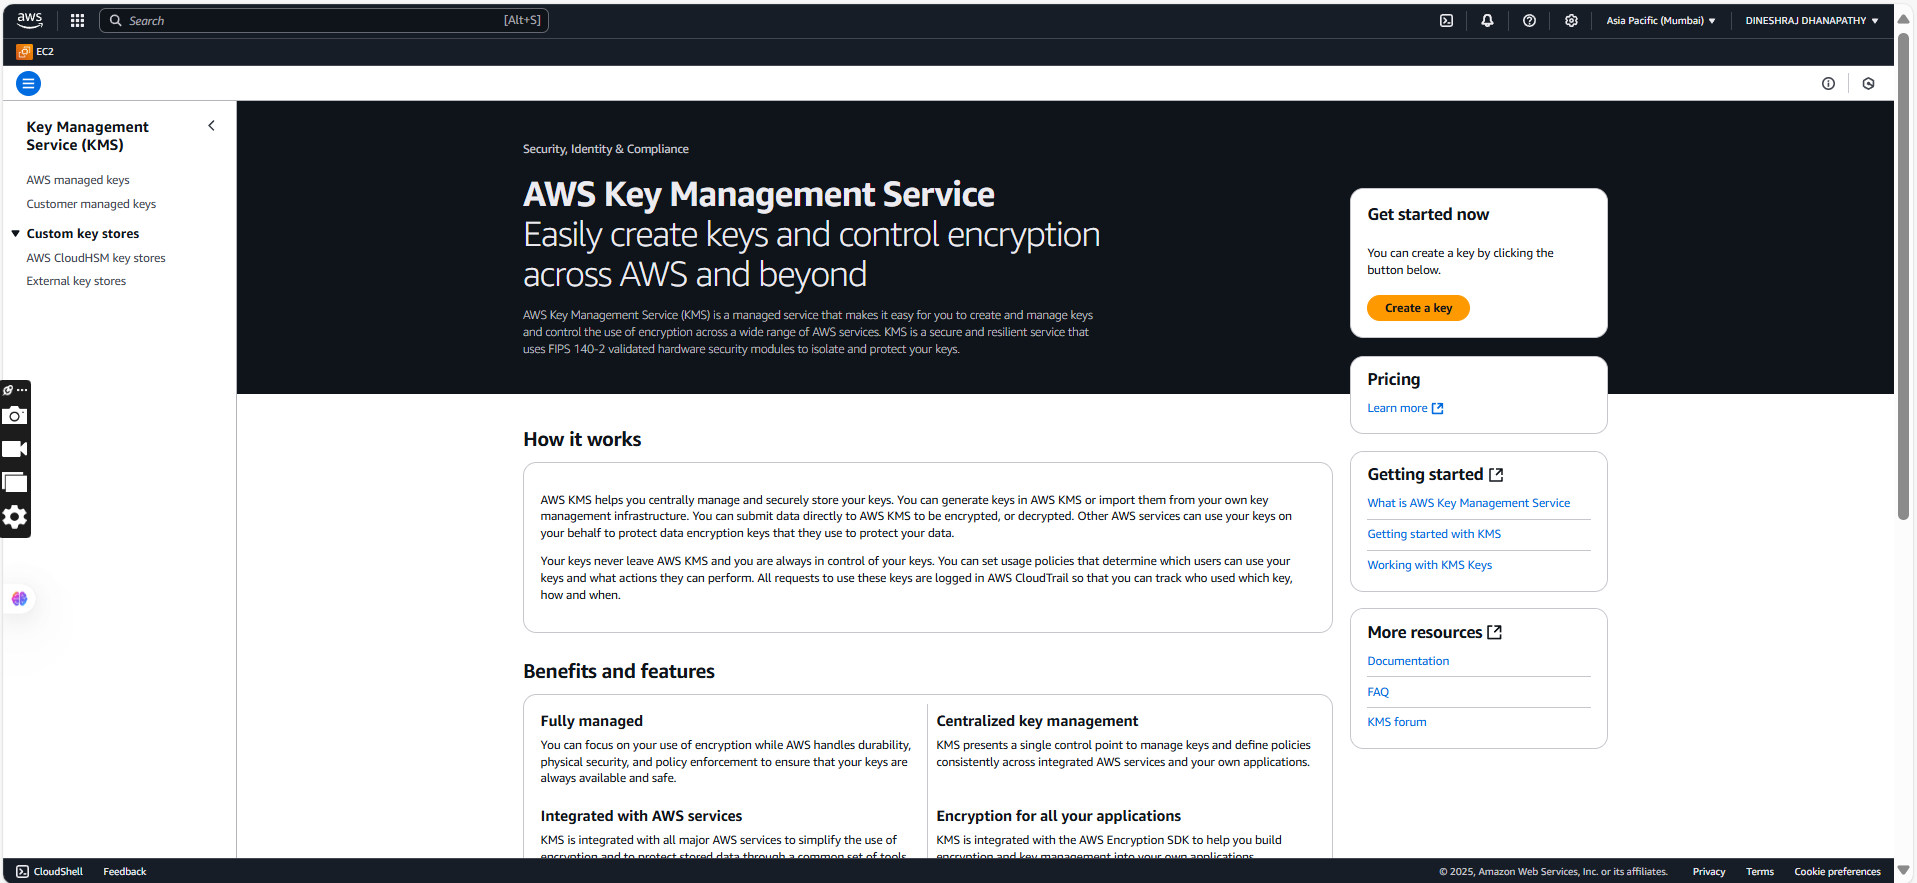 aws
Search
[Alt+S]
Asia Pacific (Mumbai)
DINESHRAJ DHANAPATHY
EC2
Key Management
Service (KMS)
AWS managed keys
Customer managed keys
Custom key stores
AWS CloudHSM key stores
External key stores
Security, Identity & Compliance
AWS Key Management Service
Easily create keys and control encryption
across AWS and beyond
AWS Key Management Service (KMS) is a managed service that makes it easy for you to create and manage keys
and control the use of encryption across a wide range of AWS services. KMS is a secure and resilient service that
uses FIPS 140-2 validated hardware security modules to isolate and protect your keys.
Get started now
You can create a key by clicking the
button below.
Create a key
Pricing
Learn more
How it works
AWS KMS helps you centrally manage and securely store your keys. You can generate keys in AWS KMS or import them from your own key
management infrastructure. You can submit data directly to AWS KMS to be encrypted, or decrypted. Other AWS services can use your keys on
your behalf to protect data encryption keys that they use to protect your data.
Your keys never leave AWS KMS and you are always in control of your keys. You can set usage policies that determine which users can use your
keys and what actions they can perform. All requests to use these keys are logged in AWS CloudTrail so that you can track who used which key,
how and when.
Getting started
What is AWS Key Management Service
Getting started with KMS
Working with KMS Keys
More resources
Documentation
FAQ
KMS forum
Benefits and features
Fully managed
You can focus on your use of encryption while AWS handles durability,
physical security, and policy enforcement to ensure that your keys are
always available and safe.
Centralized key management
KMS presents a single control point to manage keys and define policies
consistently across integrated AWS services and your own applications.
Integrated with AWS services
KMS is integrated with all major AWS services to simplify the use of
encryption and to protect stored data through a common set of tools
Encryption for all your applications
KMS is integrated with the AWS Encryption SDK to help you build
encryption and key management into your own applications
CloudShell
Feedback
© 2025, Amazon Web Services, Inc. or its affiliates.
Privacy
Terms
Cookie preferences